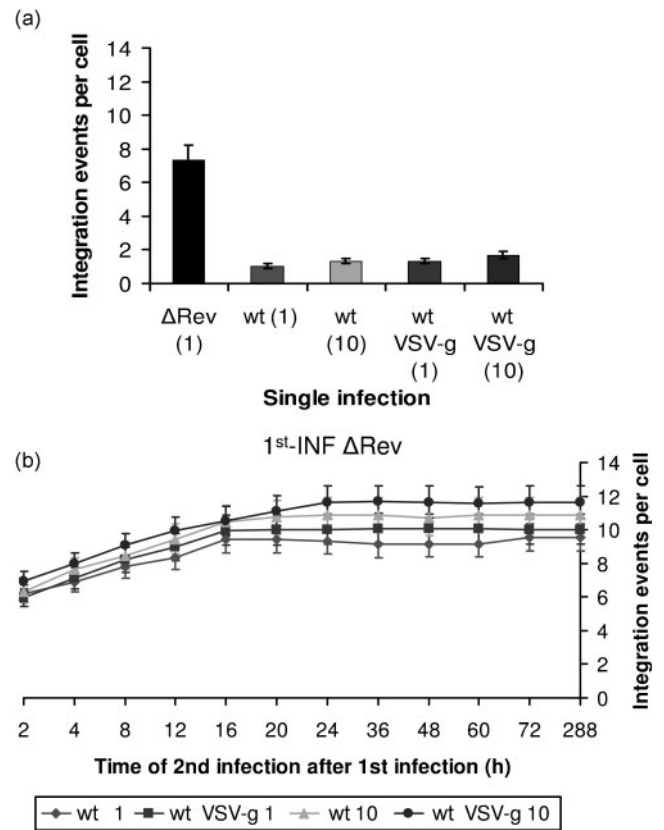 (a)
Integration events per cell
14
12
10
8
6
4
2
0
ΔRev
(1)
wt (1)
wt
(10)
wt
VSV-g
(1)
wt
VSV-g
(10)
Single infection
(b)
1st-INF ΔRev
14
12
10
8
6
4
2
0
Integration events per cell
2 4 8 12 16 20 24 36 48 60 72 288
Time of 2nd infection after 1st infection (h)
wt 1 wt VSV-g 1 wt 10 wt VSV-g 10